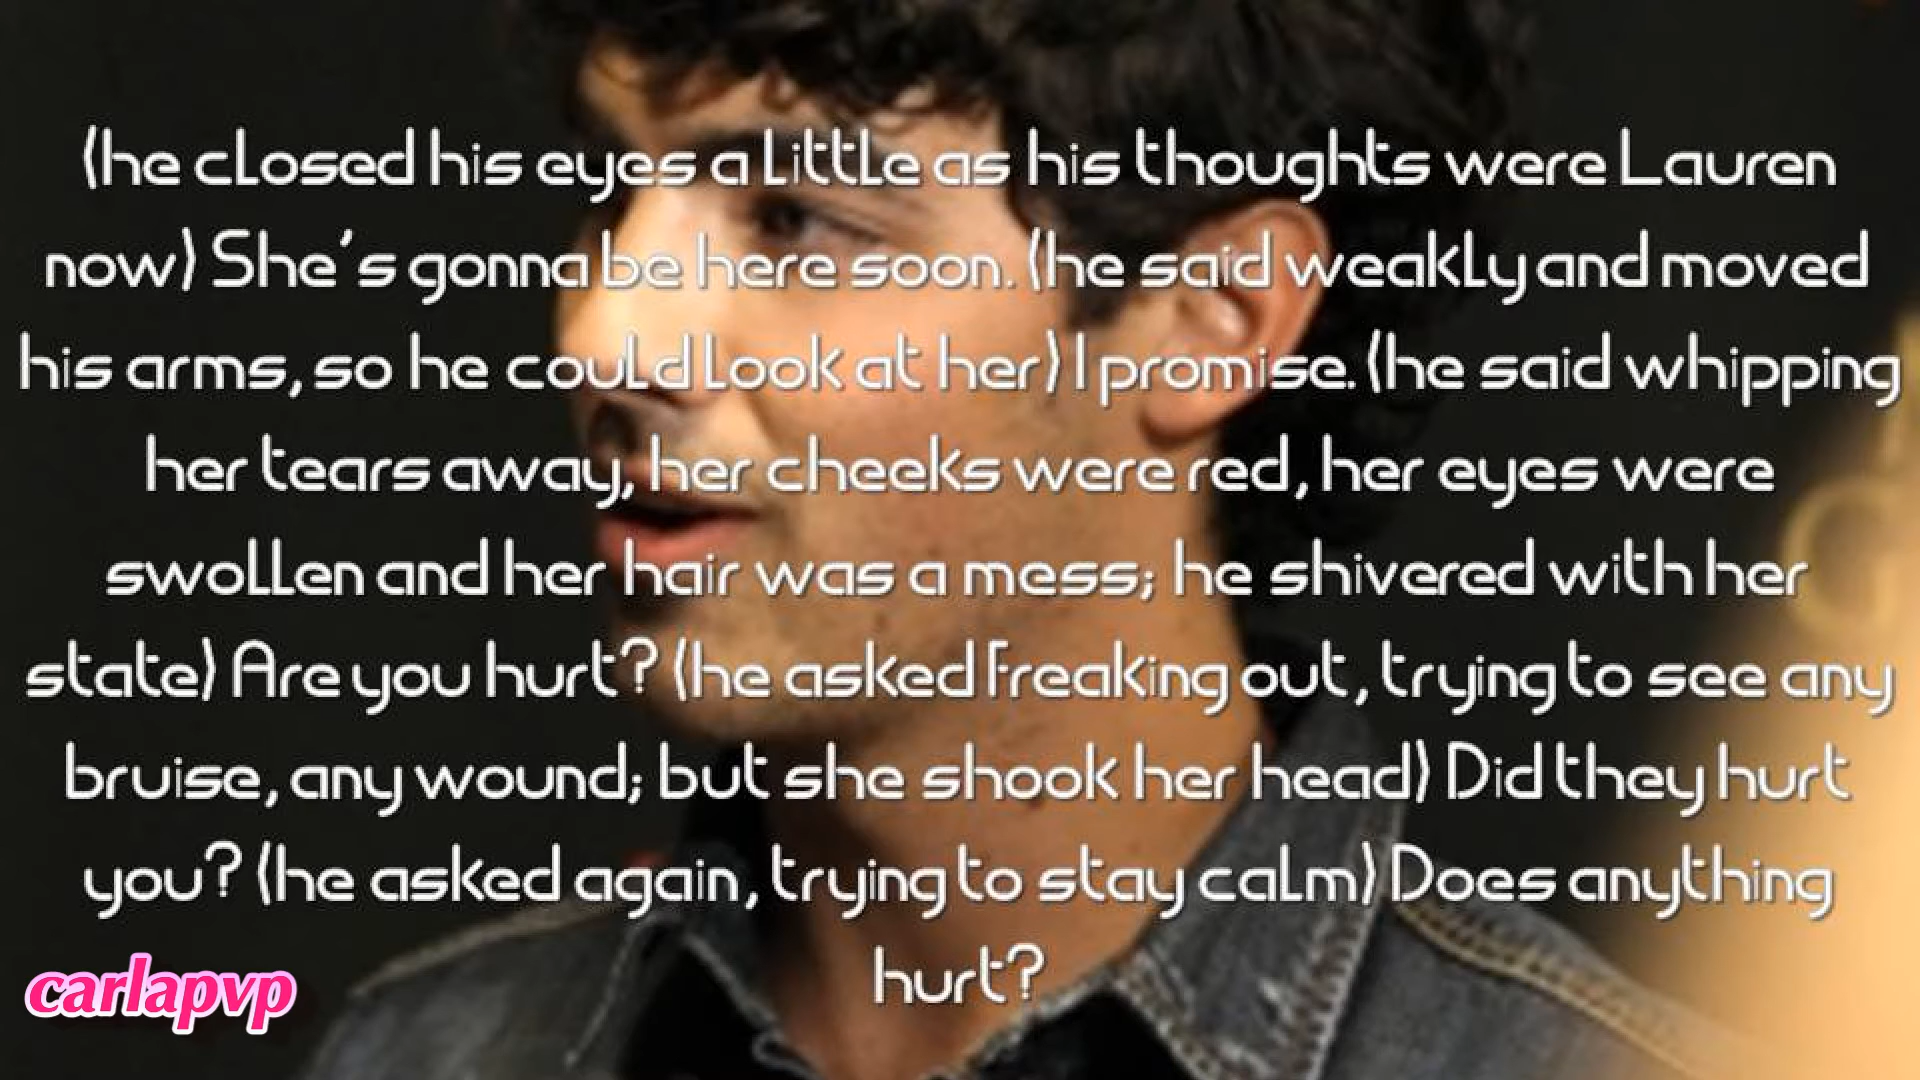 (he closed his eyes a little as his thoughts were Lauren
now) She's gonna be here soon. (he said weakly and moved
his arms, so he could look at her) I promise. (he said whipping
her tears away, her cheeks were red, her eyes were
swollen and her hair was a mess; he shivered with her
state) Are you hurt? (he asked freaking out, trying to see any
bruise, any wound; but she shook her head) Did they hurt
you? (he asked again, trying to stay calm) Does anything
hurt?
carlapvp